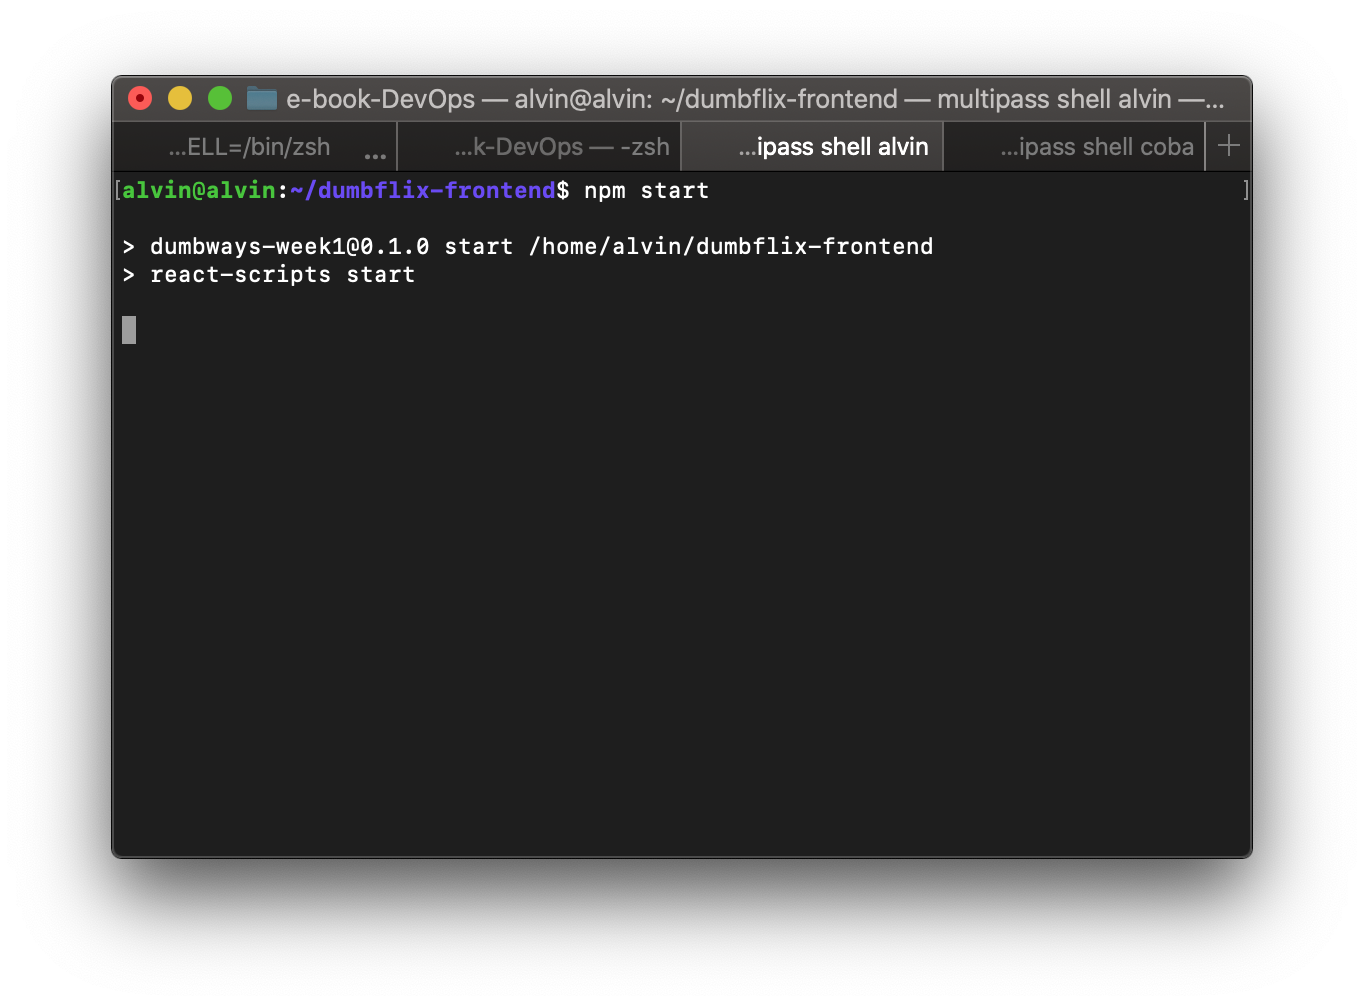 e-book-DevOps — alvin@alvin: ~/dumbflix-frontend — multipass shell alvin —...
...ELL=/bin/zsh ...
...k-DevOps — -zsh
...ipass shell alvin
...ipass shell coba
+
[alvin@alvin:~/dumbflix-frontend$ npm start ]
> dumbways-week1@0.1.0 start /home/alvin/dumbflix-frontend
> react-scripts start